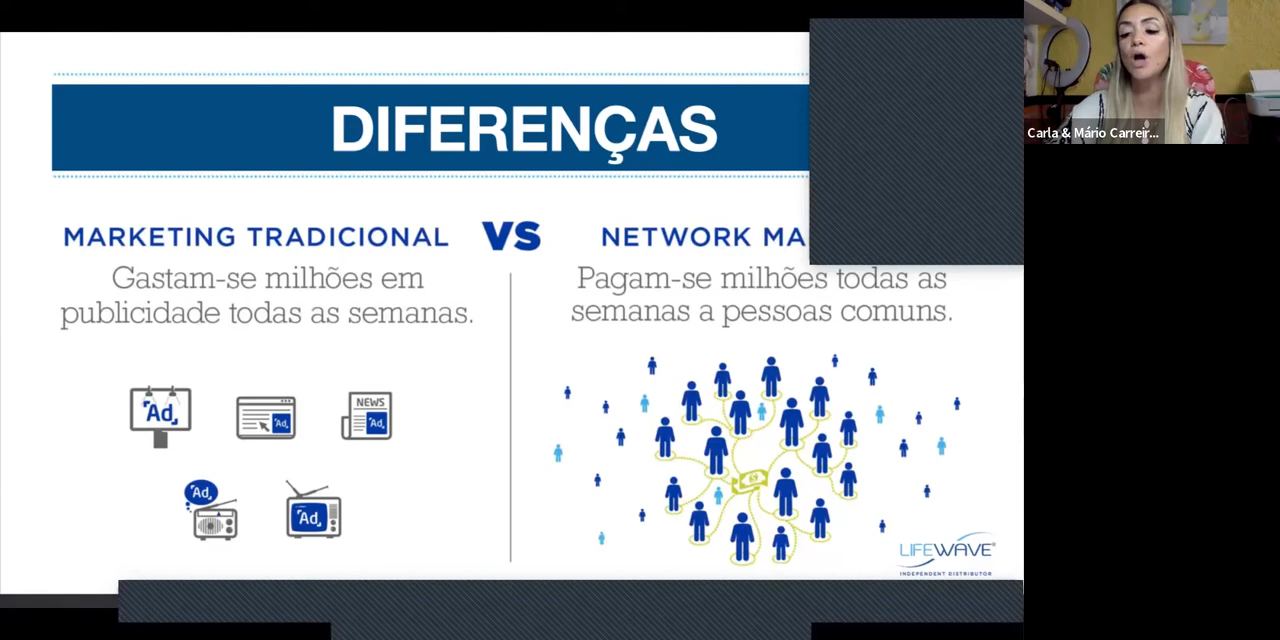 DIFERENÇAS
MARKETING TRADICIONAL
VS
NETWORK MA
Gastam-se milhões em
publicidade todas as semanas.
Pagam-se milhões todas as
semanas a pessoas comuns.
Ad
Ad
NEWS
Ad
Ad
Ad
LIFEWAVE®
INDEPENDENT DISTRIBUTOR
Carla & Mário Carreir...